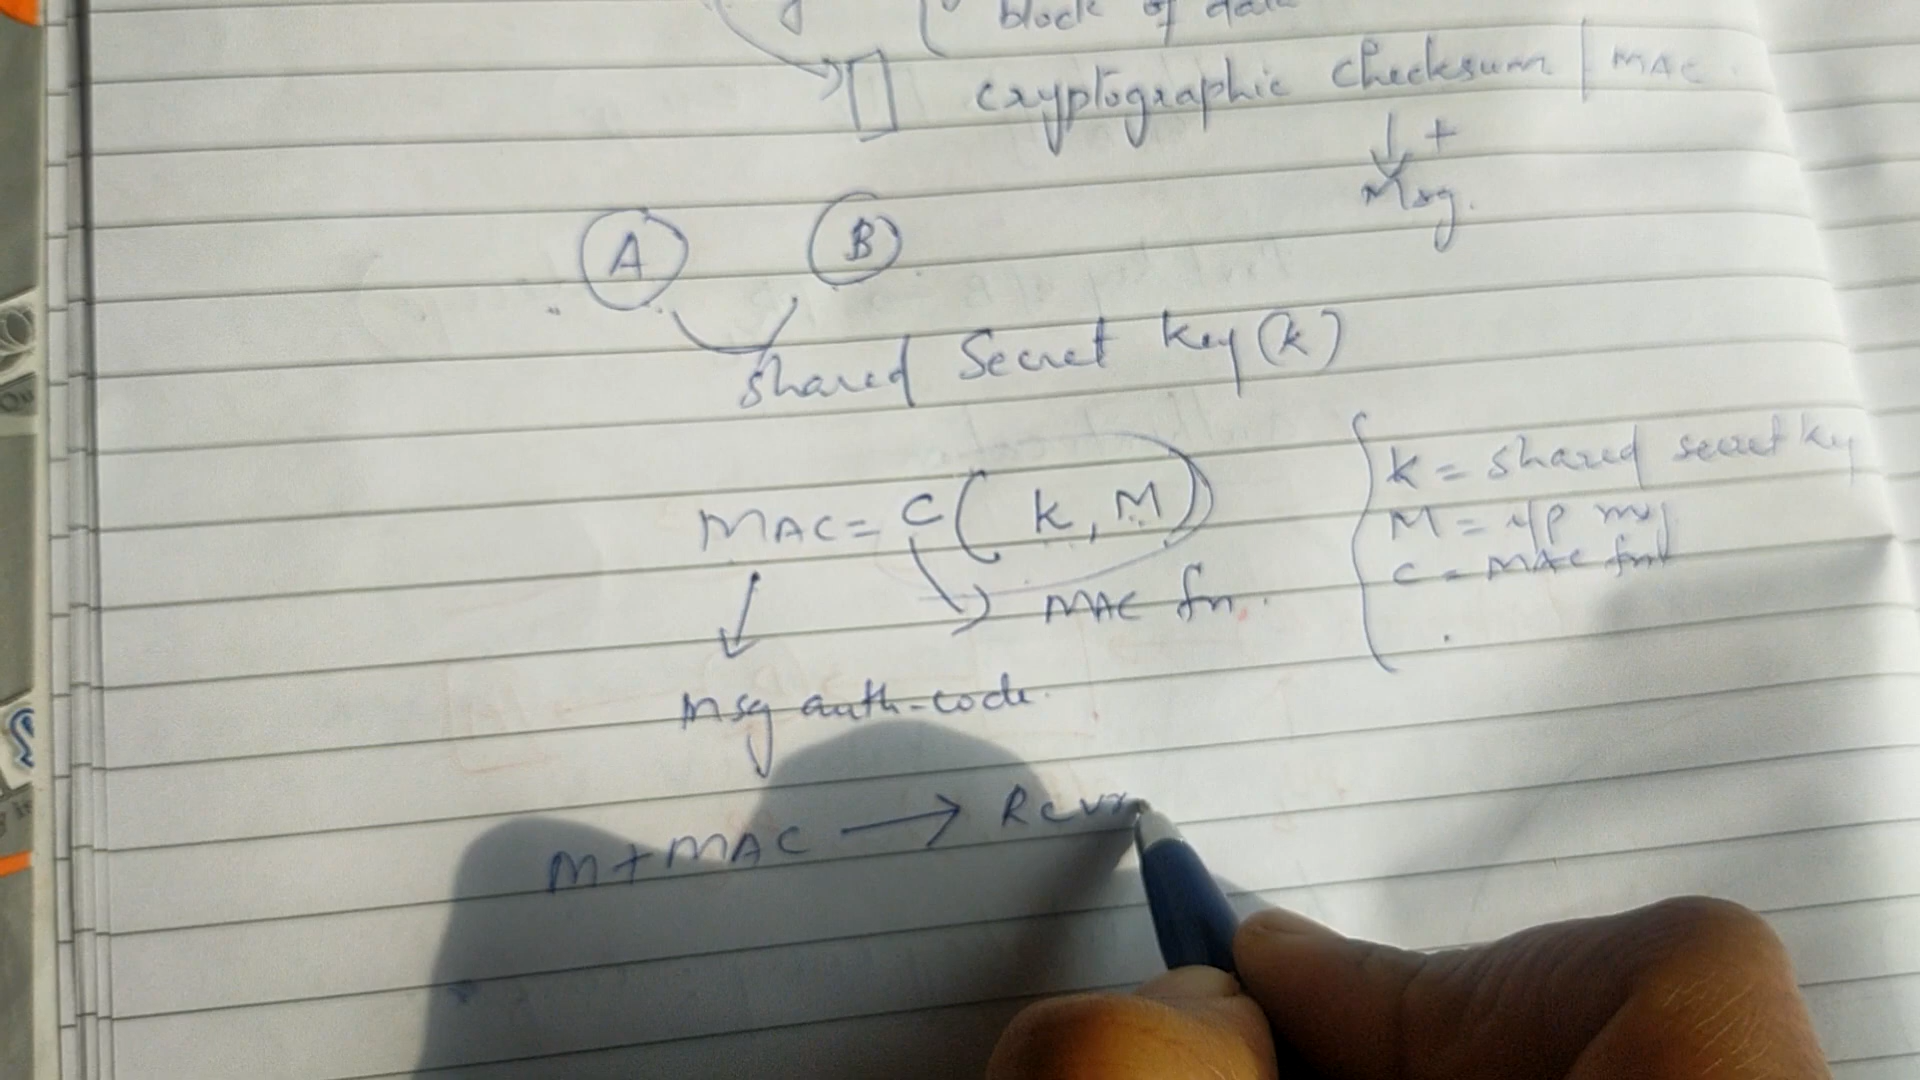 block of data
Cryptographic Checksum | MAC
↓ +
Msg.
A B
Shared Secret key (k)
MAC = C ( k, M )
k = shared secret key
M = i/p msg
C = MAC fn
MAC fn.
Msg auth-code.
M + MAC → Rcvr